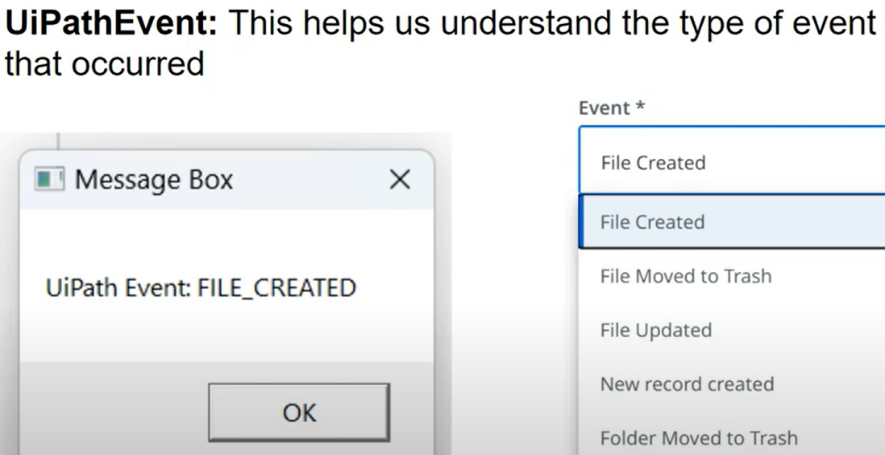 UiPathEvent: This helps us understand the type of event
that occurred
Message Box
UiPath Event: FILE_CREATED
OK
Event *
File Created
File Created
File Moved to Trash
File Updated
New record created
Folder Moved to Trash